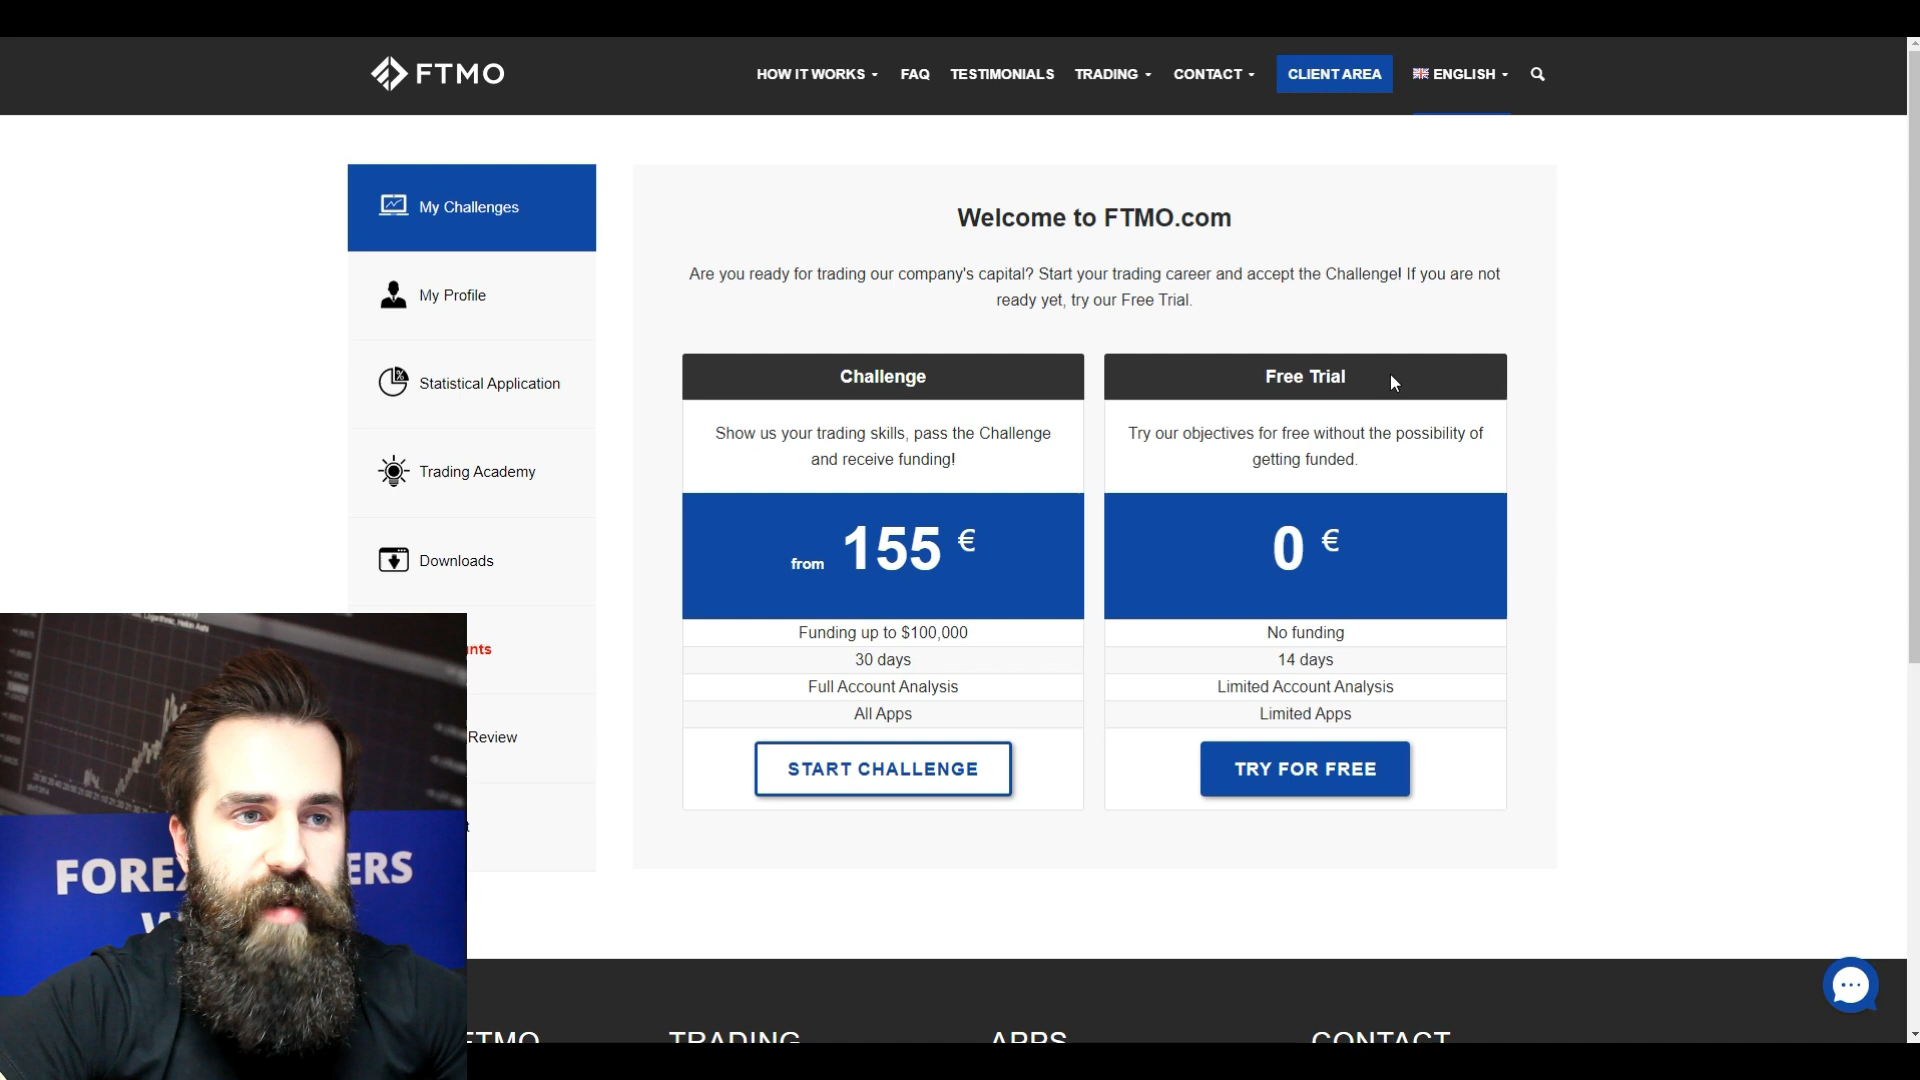 FTMO
HOW IT WORKS
FAQ
TESTIMONIALS
TRADING
CONTACT
CLIENT AREA
ENGLISH
My Challenges
My Profile
Statistical Application
Trading Academy
Downloads
Review
Welcome to FTMO.com
Are you ready for trading our company's capital? Start your trading career and accept the Challenge! If you are not
ready yet, try our Free Trial.
Challenge
Show us your trading skills, pass the Challenge
and receive funding!
from 155 €
Funding up to $100,000
30 days
Full Account Analysis
All Apps
START CHALLENGE
Free Trial
Try our objectives for free without the possibility of
getting funded.
0 €
No funding
14 days
Limited Account Analysis
Limited Apps
TRY FOR FREE
FTMO
TRADING
APPS
CONTACT